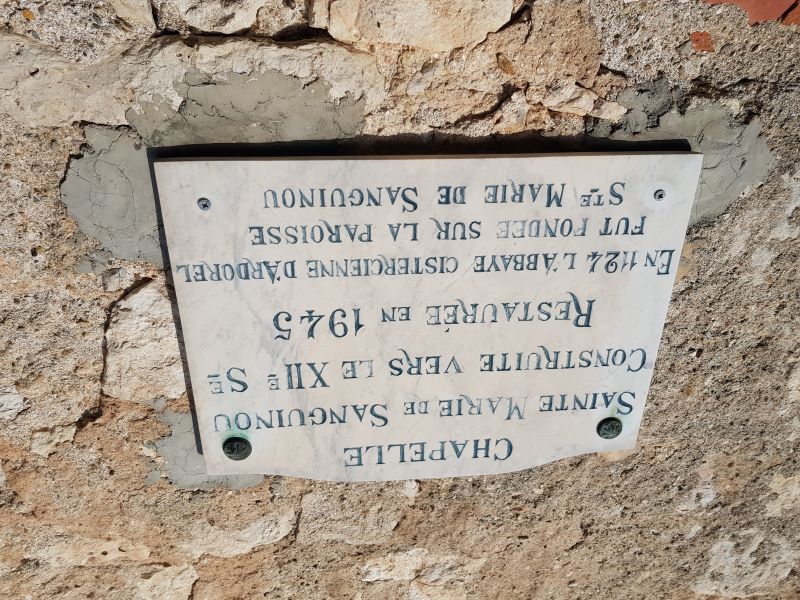 CHAPELLE
SAINTE MARIE DE SANGUINOU
CONSTRUITE VERS LE XIIE SE
RESTAURÉE EN 1945
EN 1124 L'ABBAYE CISTERCIENNE D'ARDOREL
FUT FONDÉE SUR LA PAROISSE
STE MARIE DE SANGUINOU